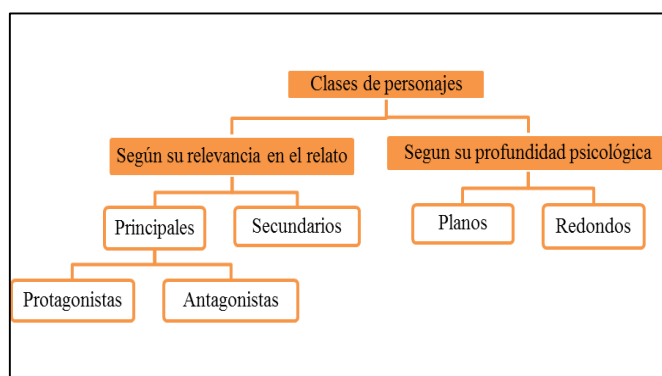 Clases de personajes
Según su relevancia en el relato
Segun su profundidad psicológica
Principales
Secundarios
Planos
Redondos
Protagonistas
Antagonistas